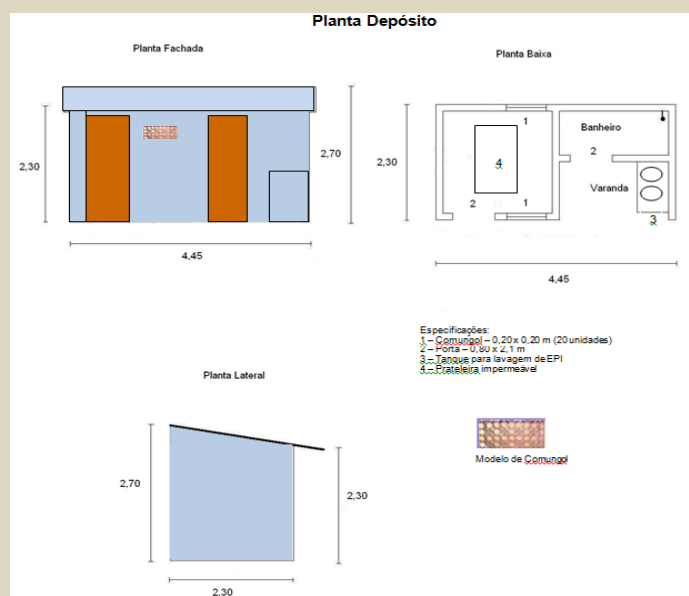 Planta Depósito
Planta Fachada
2,30
2,70
4,45
Planta Baixa
2,30
1
Banheiro
2
4
Varanda
2
1
3
4,45
Especificações:
1 – Comungol – 0,20 x 0,20 m (20 unidades)
2 – Porta – 0,80 x 2,1 m
3 – Tanque para lavagem de EPI
4 – Prateleira impermeável
Modelo de Comungol
Planta Lateral
2,70
2,30
2,30